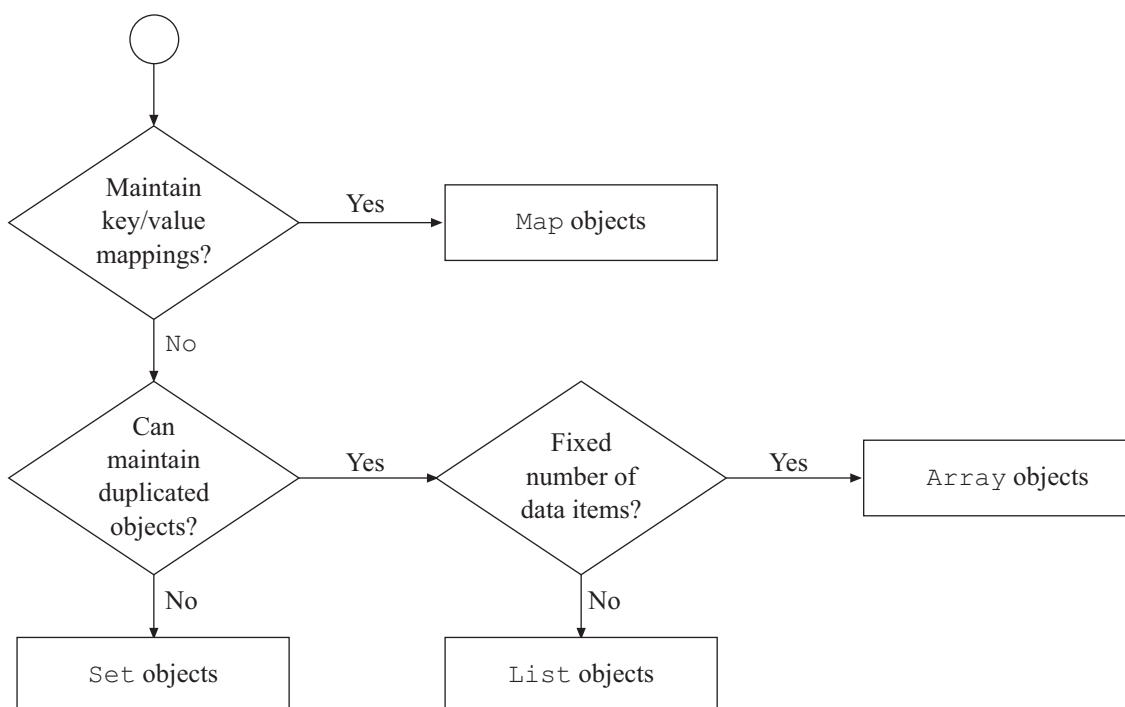 Maintain
key/value
mappings?
Yes
Map objects
No
Can
maintain
duplicated
objects?
Yes
Fixed
number of
data items?
Yes
Array objects
No
Set objects
No
List objects